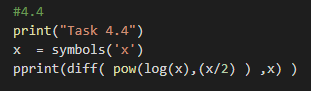 #4.4
print("Task 4.4")
x  = symbols('x')
pprint(diff( pow(log(x),(x/2) ) ,x) )